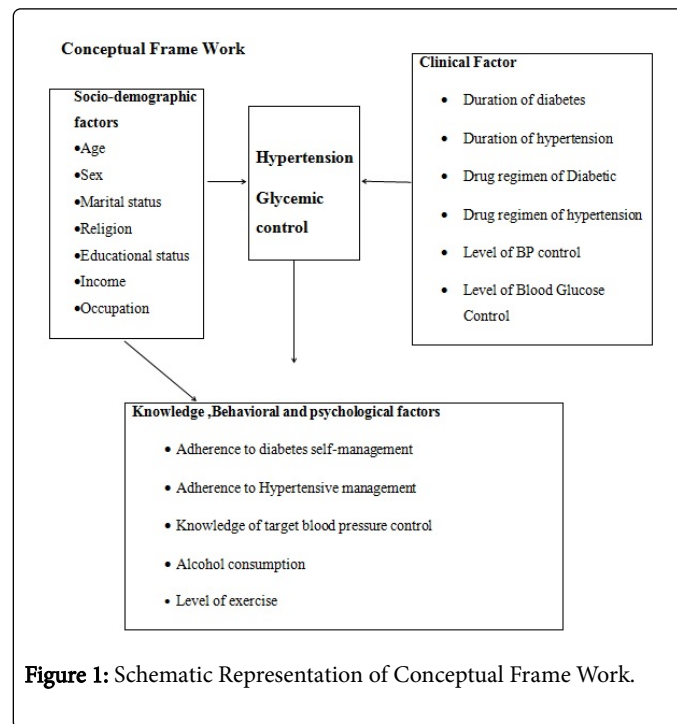 Conceptual Frame Work
Socio-demographic
factors
•Age
•Sex
•Marital status
•Religion
•Educational status
•Income
•Occupation
Hypertension
Glycemic
control
Clinical Factor
• Duration of diabetes
• Duration of hypertension
• Drug regimen of Diabetic
• Drug regimen of hypertension
• Level of BP control
• Level of Blood Glucose
Control
Knowledge ,Behavioral and psychological factors
• Adherence to diabetes self-management
• Adherence to Hypertensive management
• Knowledge of target blood pressure control
• Alcohol consumption
• Level of exercise
Figure 1: Schematic Representation of Conceptual Frame Work.